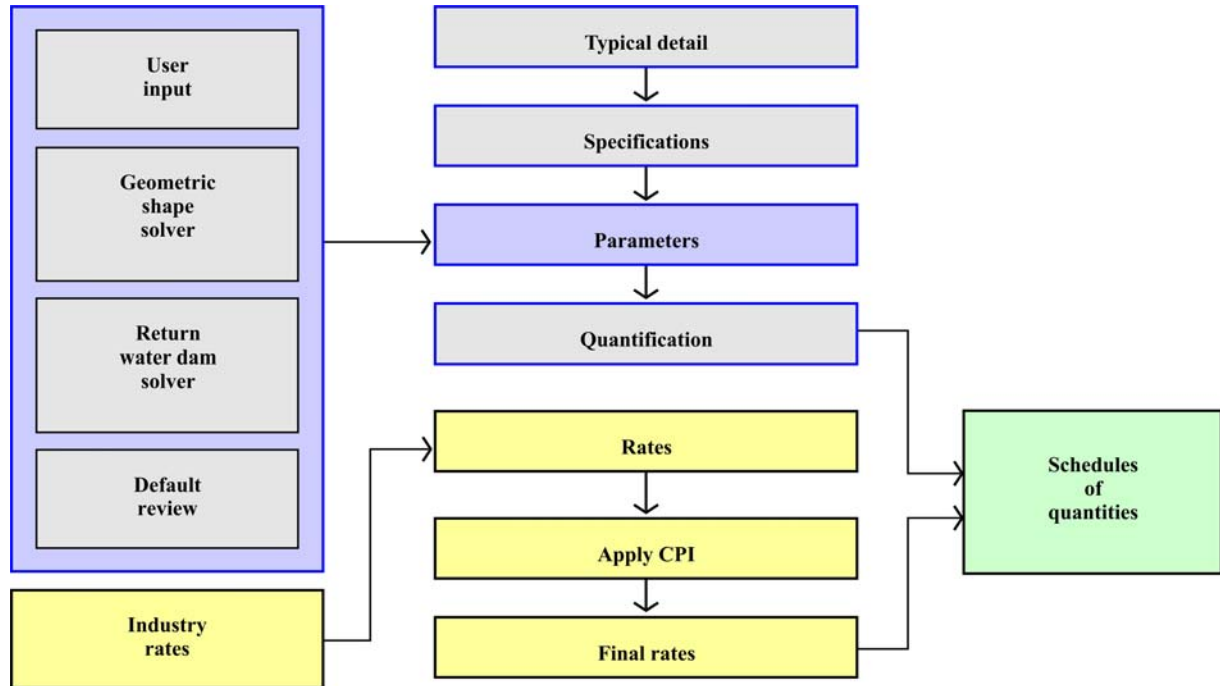 User
input
Geometric
shape
solver
Return
water dam
solver
Default
review
Industry
rates
Typical detail
Specifications
Parameters
Quantification
Rates
Apply CPI
Final rates
Schedules
of
quantities